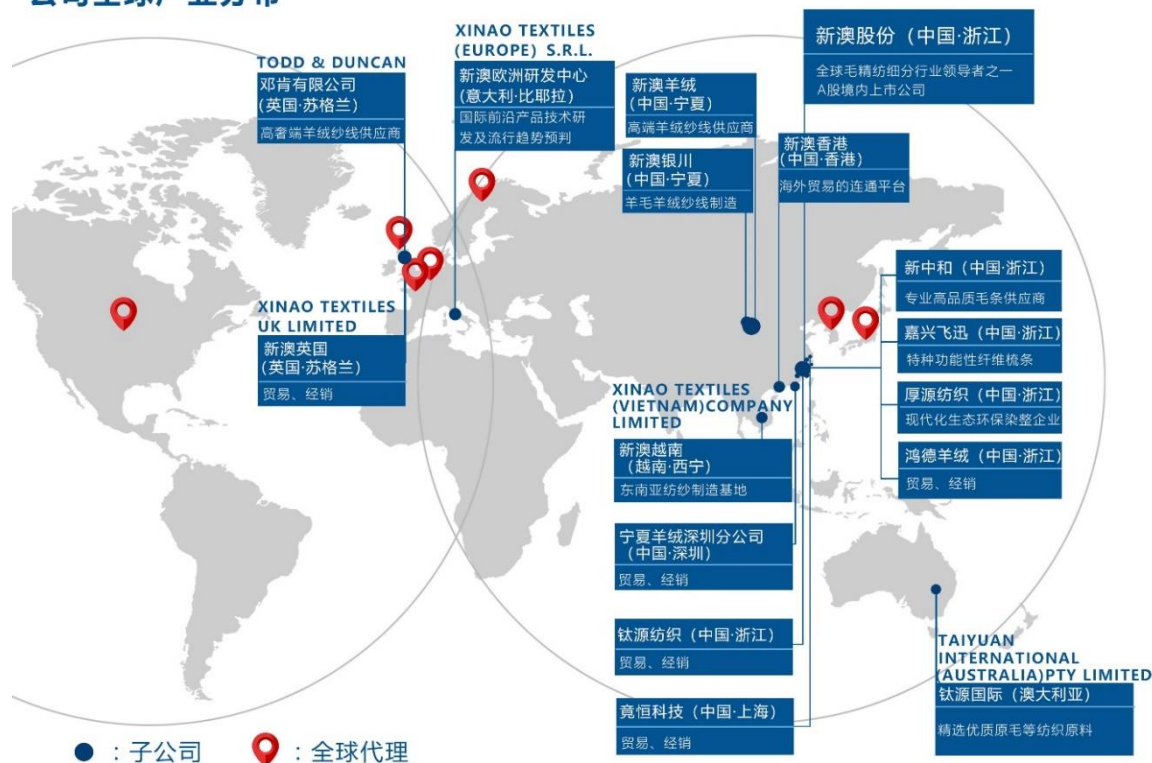 公司全球产业分布
TODD & DUNCAN
邓肯有限公司
(英国·苏格兰)
高奢端羊绒纱线供应商
XINAO TEXTILES
(EUROPE) S.R.L.
新澳欧洲研发中心
(意大利·比耶拉)
国际前沿产品技术研
发及流行趋势预判
新澳羊绒
(中国·宁夏)
高端羊绒纱线供应商
新澳银川
(中国·宁夏)
羊毛羊绒纱线制造
新澳股份（中国·浙江）
全球毛精纺细分行业领导者之一
A股境内上市公司
新澳香港
(中国·香港)
海外贸易的连通平台
XINAO TEXTILES
UK LIMITED
新澳英国
(英国·苏格兰)
贸易、经销
新中和（中国·浙江）
专业高品质毛条供应商
嘉兴飞迅（中国·浙江）
特种功能性纤维梳条
厚源纺织（中国·浙江）
现代化生态环保染整企业
鸿德羊绒（中国·浙江）
贸易、经销
XINAO TEXTILES
(VIETNAM)COMPANY
LIMITED
新澳越南
（越南·西宁）
东南亚纺纱制造基地
宁夏羊绒深圳分公司
（中国·深圳）
贸易、经销
钛源纺织（中国·浙江）
贸易、经销
竟恒科技（中国·上海）
贸易、经销
TAIYUAN
INTERNATIONAL
(AUSTRALIA)PTY LIMITED
钛源国际（澳大利亚）
精选优质原毛等纺织原料
：子公司
：全球代理